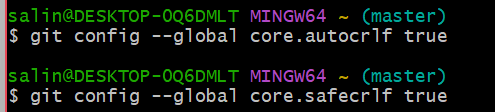 salin@DESKTOP-OQ6DMLT MINGW64 ~ (master)
$ git config --global core.autocrlf true
salin@DESKTOP-OQ6DMLT MINGW64 ~ (master)
$ git config --global core.safecrlf true